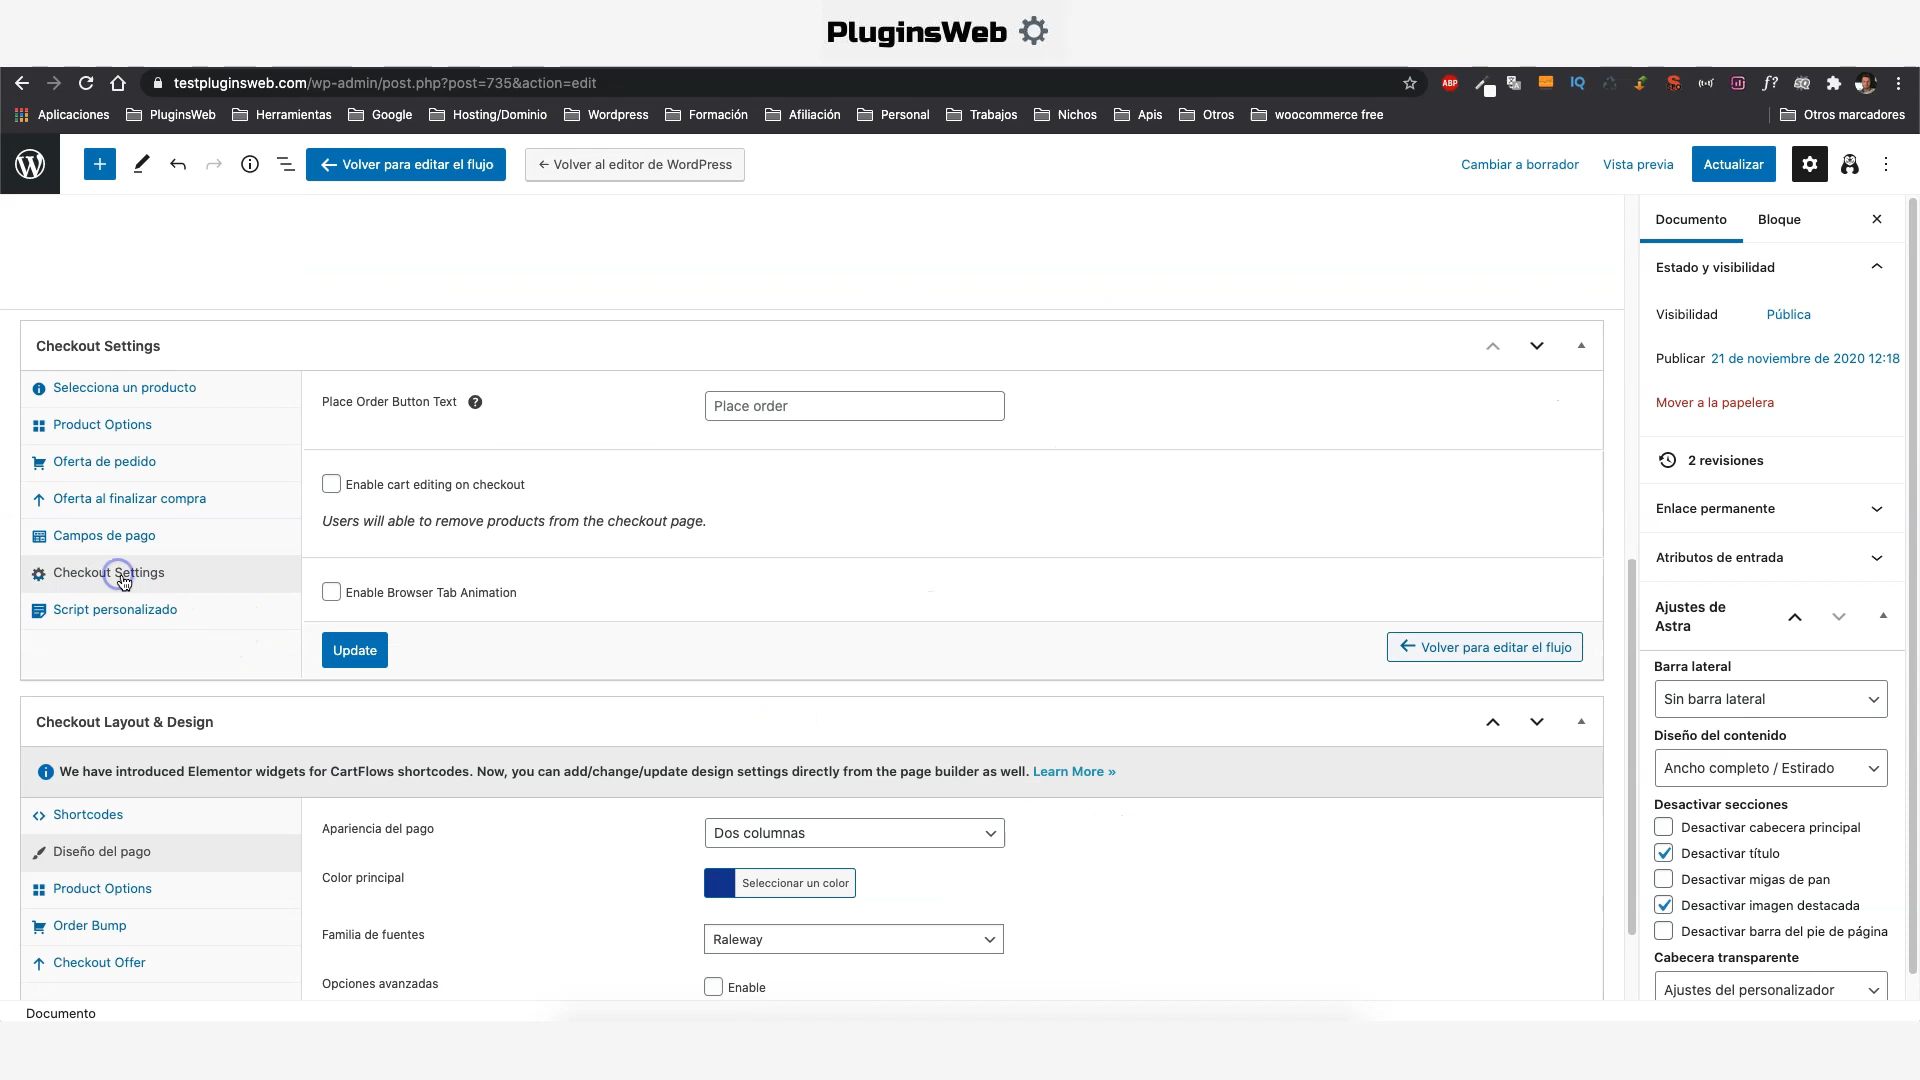 PluginsWeb
testpluginsweb.com/wp-admin/post.php?post=735&action=edit
Aplicaciones PluginsWeb Herramientas Google Hosting/Dominio Wordpress Formación Afiliación Personal Trabajos Nichos Apis Otros woocommerce free Otros marcadores
Volver para editar el flujo
← Volver al editor de WordPress
Cambiar a borrador Vista previa Actualizar
Documento Bloque
Estado y visibilidad
Visibilidad Pública
Publicar 21 de noviembre de 2020 12:18
Mover a la papelera
2 revisiones
Enlace permanente
Atributos de entrada
Ajustes de
Astra
Barra lateral
Sin barra lateral
Diseño del contenido
Ancho completo / Estirado
Desactivar secciones
Desactivar cabecera principal
Desactivar título
Desactivar migas de pan
Desactivar imagen destacada
Desactivar barra del pie de página
Cabecera transparente
Ajustes del personalizador
Checkout Settings
Selecciona un producto
Product Options
Oferta de pedido
Oferta al finalizar compra
Campos de pago
Checkout Settings
Script personalizado
Place Order Button Text ? Place order
Enable cart editing on checkout
Users will able to remove products from the checkout page.
Enable Browser Tab Animation
Update Volver para editar el flujo
Checkout Layout & Design
We have introduced Elementor widgets for CartFlows shortcodes. Now, you can add/change/update design settings directly from the page builder as well. Learn More »
Shortcodes
Diseño del pago
Product Options
Order Bump
Checkout Offer
Apariencia del pago Dos columnas
Color principal Seleccionar un color
Familia de fuentes Raleway
Opciones avanzadas Enable
Documento